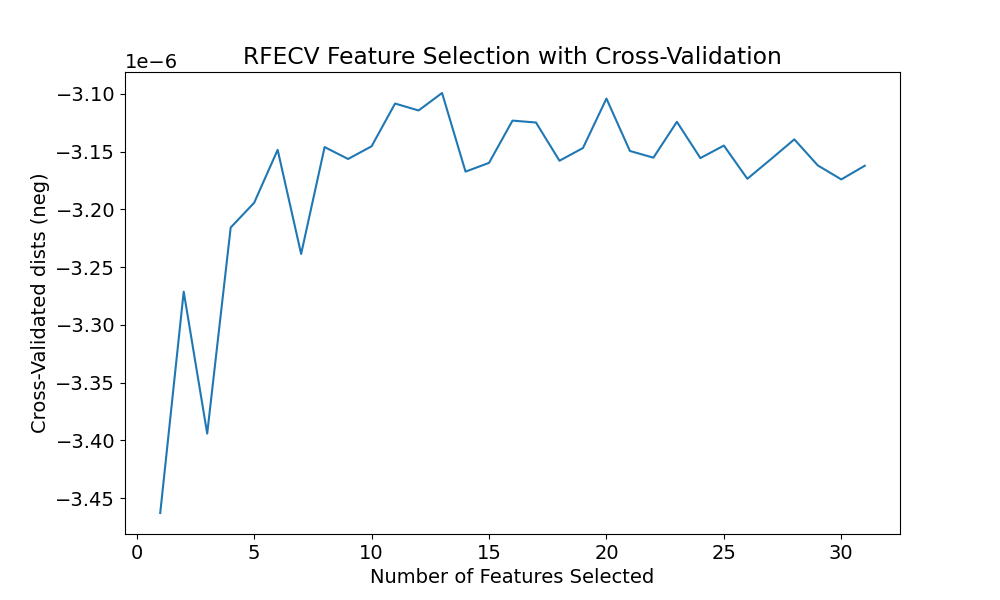 RFECV Feature Selection with Cross-Validation
1e−6
−3.10
−3.15
−3.20
−3.25
−3.30
−3.35
−3.40
−3.45
Cross-Validated dists (neg)
0 5 10 15 20 25 30
Number of Features Selected